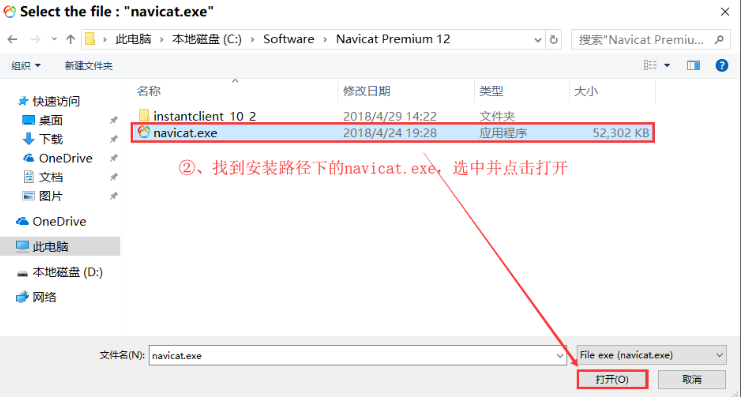 Select the file : "navicat.exe"
此电脑 › 本地磁盘 (C:) › Software › Navicat Premium 12
搜索"Navicat Premiu...
组织
新建文件夹
名称 修改日期 类型 大小
快速访问
桌面
下载
OneDrive
文档
图片
OneDrive
此电脑
本地磁盘 (D:)
网络
instantclient_10_2 2018/4/29 14:22 文件夹
navicat.exe 2018/4/24 19:28 应用程序 52,302 KB
②、找到安装路径下的navicat.exe，选中并点击打开
文件名(N): navicat.exe
File exe (navicat.exe)
打开(O) 取消